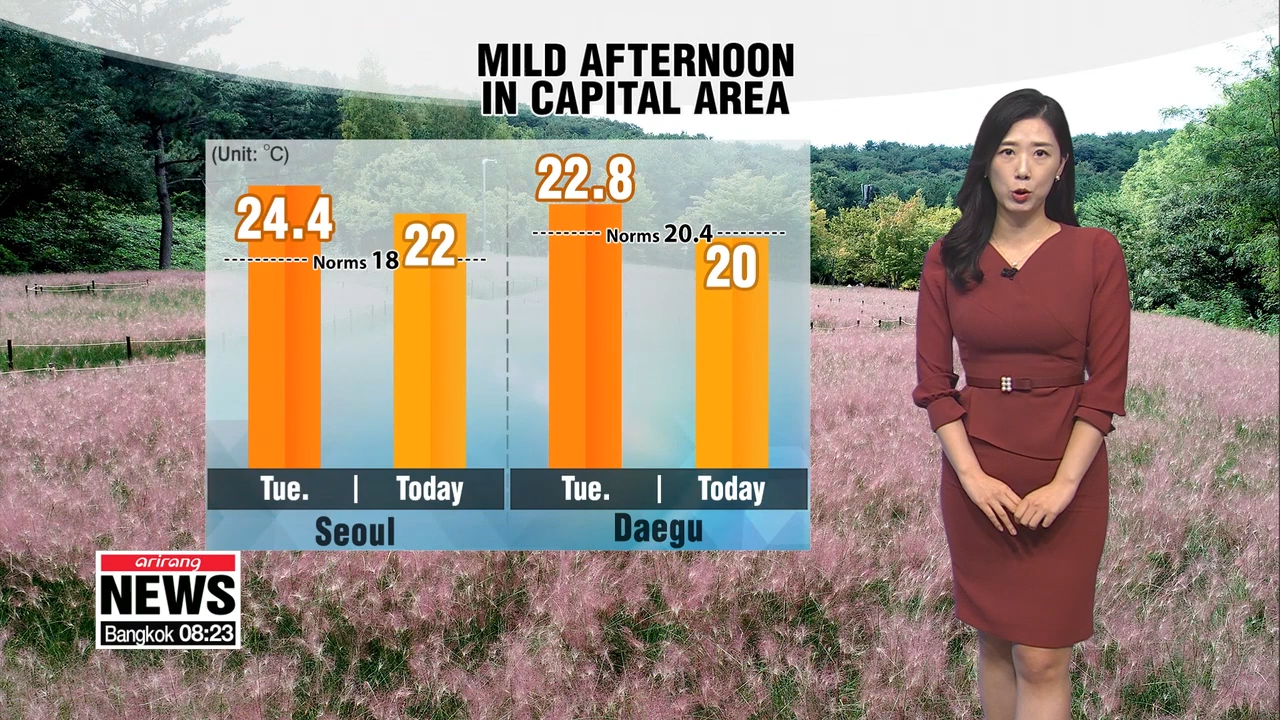 MILD AFTERNOON
IN CAPITAL AREA
(Unit: °C)
24.4
Norms 18
22
22.8
Norms 20.4
20
Tue. | Today
Tue. | Today
Seoul
Daegu
arirang
NEWS
Bangkok 08:23